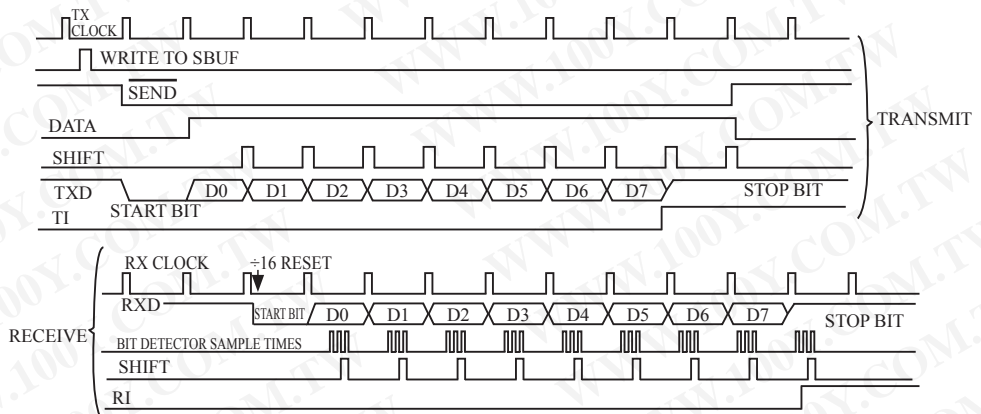 TX
CLOCK
WRITE TO SBUF
SEND
DATA
TRANSMIT
SHIFT
TXD D0 D1 D2 D3 D4 D5 D6 D7 STOP BIT
START BIT
TI
RX CLOCK ÷16 RESET
RXD START BIT D0 D1 D2 D3 D4 D5 D6 D7 STOP BIT
RECEIVE
BIT DETECTOR SAMPLE TIMES
SHIFT
RI
WWW.100Y.COM.TW